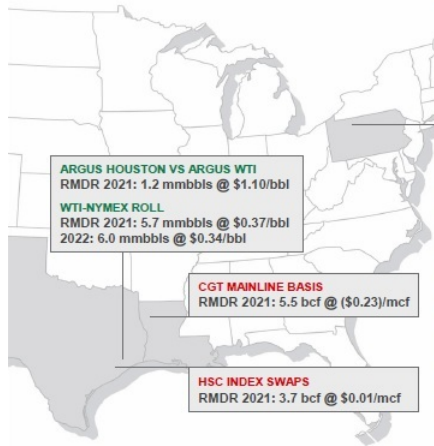 ARGUS HOUSTON VS ARGUS WTI
RMDR 2021: 1.2 mmbbls @ $1.10/bbl
WTI-NYMEX ROLL
RMDR 2021: 5.7 mmbbls @ $0.37/bbl
2022: 6.0 mmbbls @ $0.34/bbl
CGT MAINLINE BASIS
RMDR 2021: 5.5 bcf @ ($0.23)/mcf
HSC INDEX SWAPS
RMDR 2021: 3.7 bcf @ $0.01/mcf